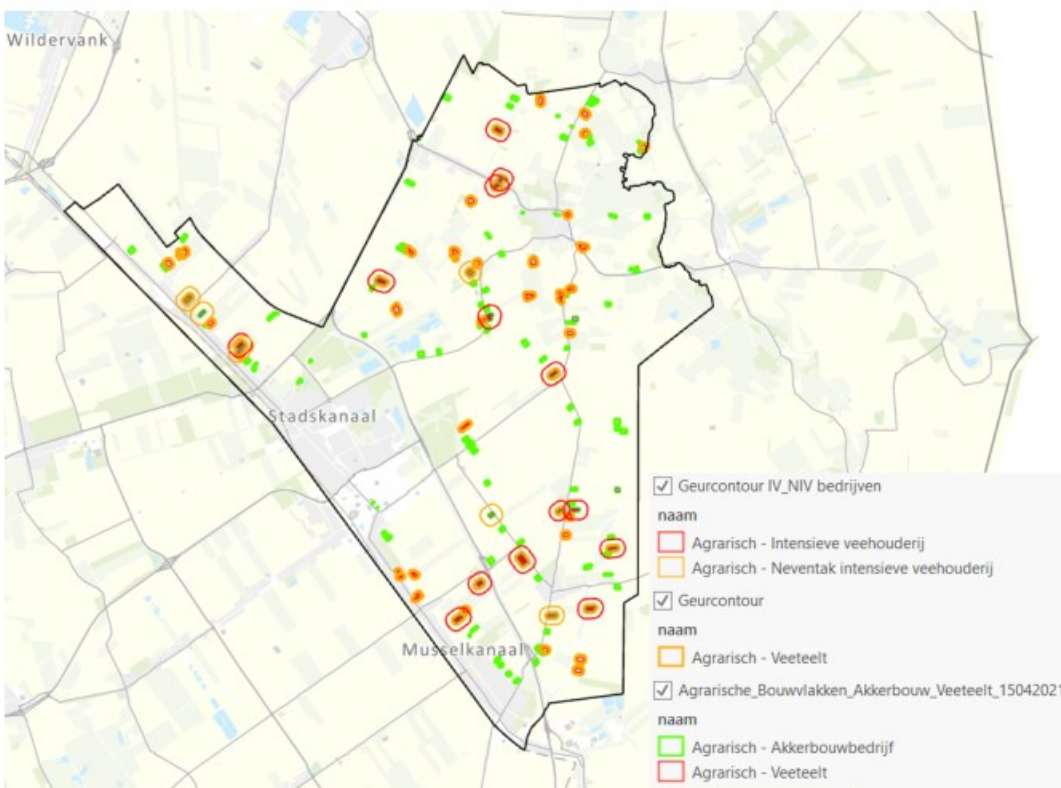 Wildervank
Stadskanaal
Musselkanaal
Geurcontour IV_NIV bedrijven
naam
Agrarisch - Intensieve veehouderij
Agrarisch - Neventak intensieve veehouderij
Geurcontour
naam
Agrarisch - Veeteelt
Agrarische_Bouwvlakken_Akkerbouw_Veeteelt_15042021
naam
Agrarisch - Akkerbouwbedrijf
Agrarisch - Veeteelt